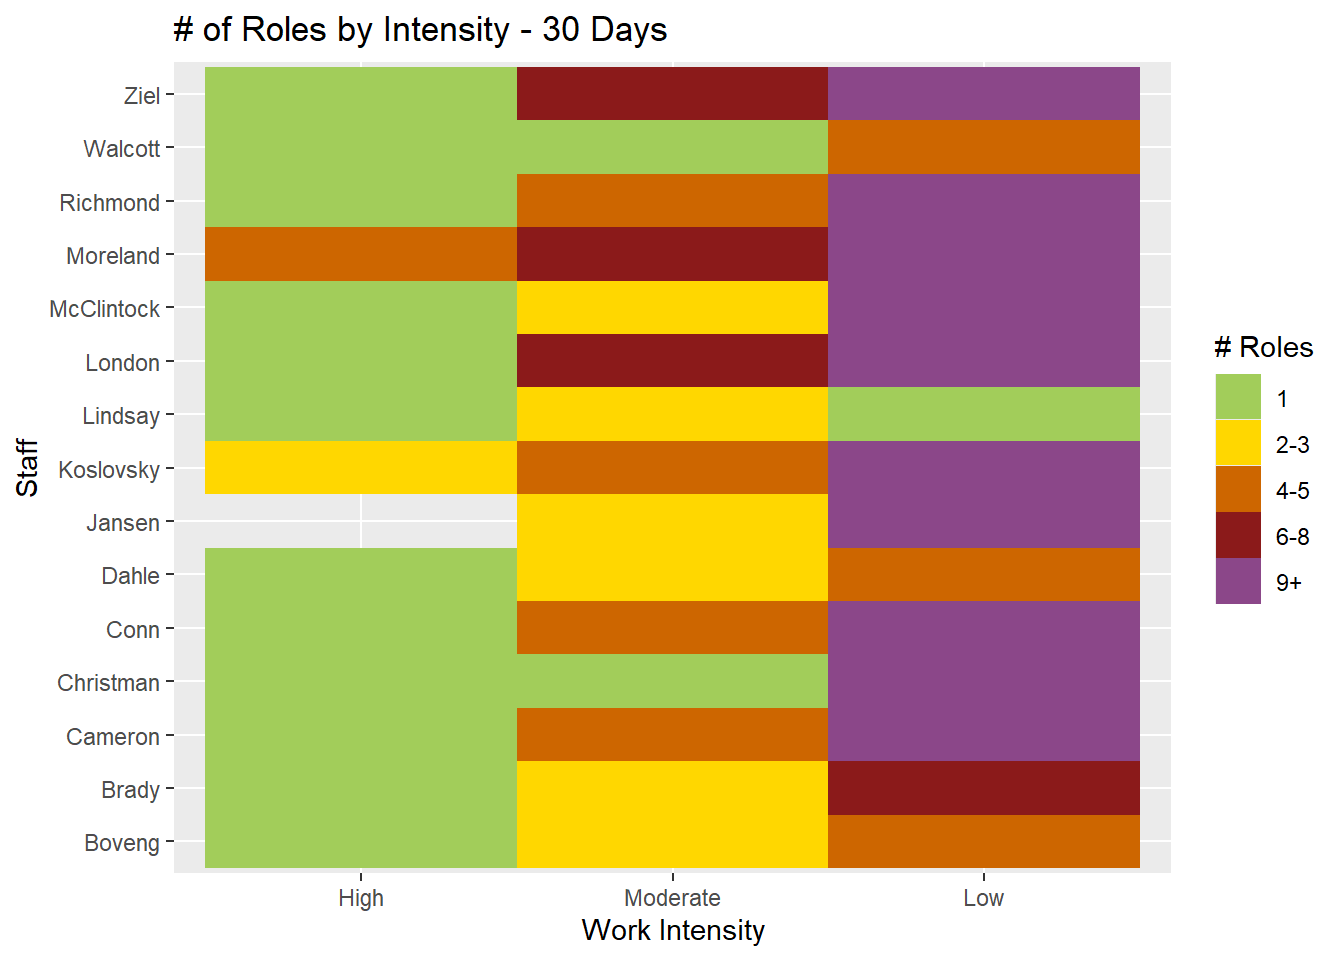 # of Roles by Intensity - 30 Days
Staff
Ziel
Walcott
Richmond
Moreland
McClintock
London
Lindsay
Koslovsky
Jansen
Dahle
Conn
Christman
Cameron
Brady
Boveng
High Moderate Low
Work Intensity
# Roles
1
2-3
4-5
6-8
9+